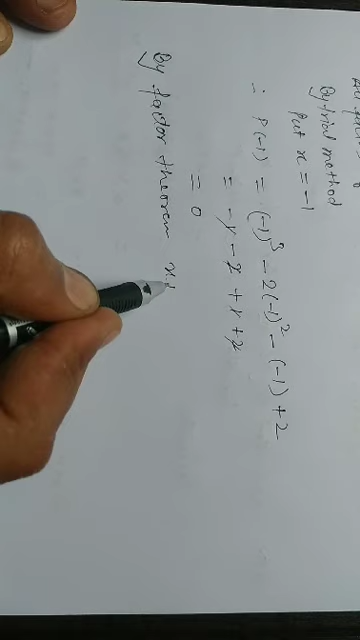 By trial method
Put x = -1
∴ P(-1) = (-1)³ - 2(-1)² - (-1) + 2
= -1 - 2 + 1 + 2
= 0
By factor theorem x+